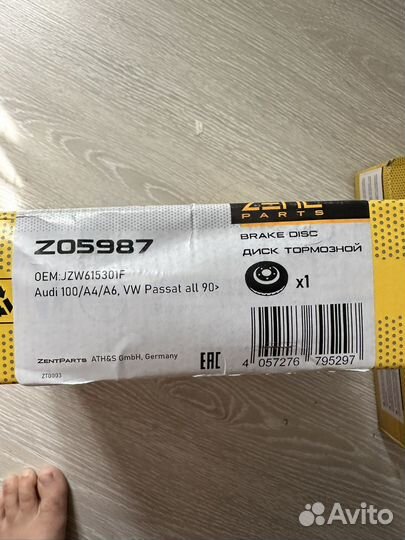 ZENT
PARTS
Z05987
BRAKE DISC
ДИСК ТОРМОЗНОЙ
OEM:JZW615301F
Audi 100/A4/A6, VW Passat all 90>
x1
ZENTPARTS ATH&S GmbH, Germany
EAC
4 057276 795297
ZT0003
Avito